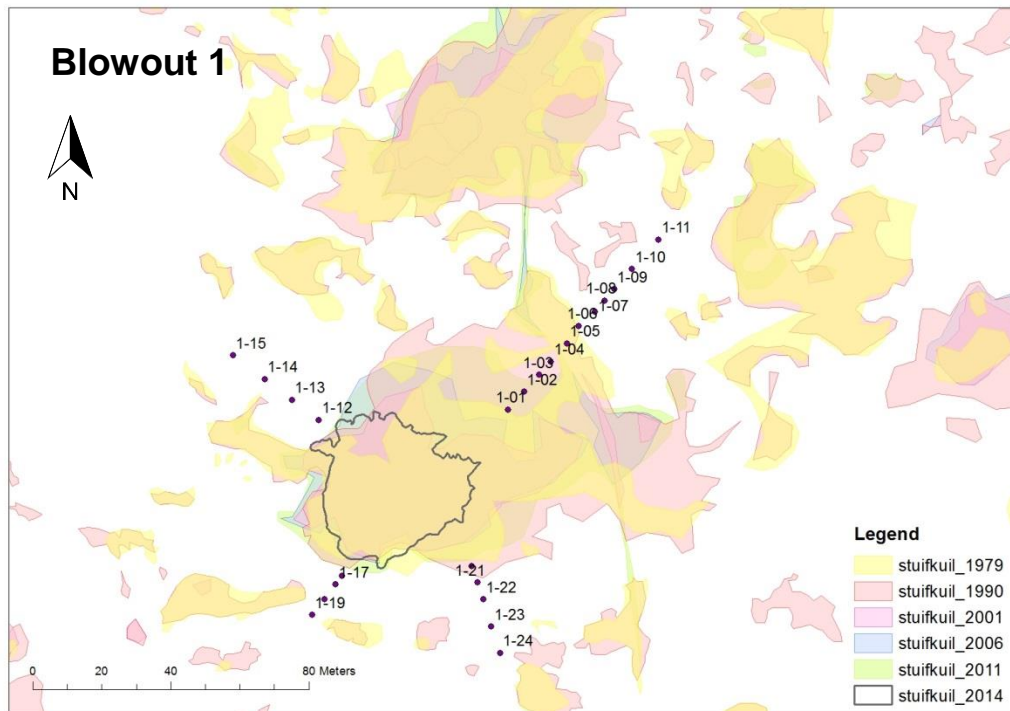 Blowout 1
N
1-11
1-10
1-09
1-08
1-07
1-06
1-05
1-04
1-03
1-02
1-01
1-15
1-14
1-13
1-12
1-17
1-19
1-21
1-22
1-23
1-24
0 20 40 80 Meters
Legend
stuifkuil_1979
stuifkuil_1990
stuifkuil_2001
stuifkuil_2006
stuifkuil_2011
stuifkuil_2014